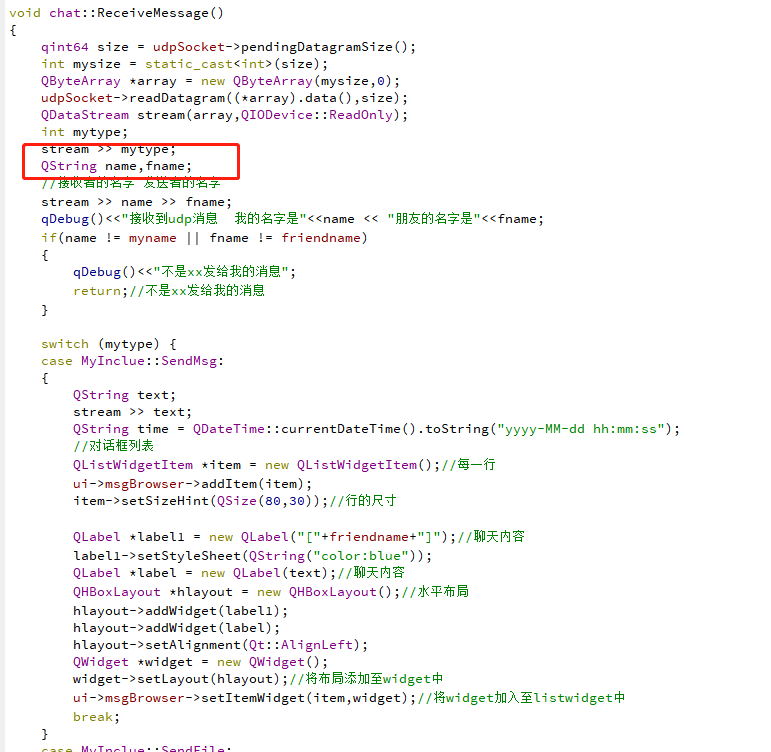 void chat::ReceiveMessage()
{
    qint64 size = udpSocket->pendingDatagramSize();
    int mysize = static_cast<int>(size);
    QByteArray *array = new QByteArray(mysize,0);
    udpSocket->readDatagram((*array).data(),size);
    QDataStream stream(array,QIODevice::ReadOnly);
    int mytype;
    stream >> mytype;
    QString name,fname;
    //接收者的名字 发送者的名字
    stream >> name >> fname;
    qDebug()<<"接收到udp消息  我的名字是"<<name << "朋友的名字是"<<fname;
    if(name != myname || fname != friendname)
    {
        qDebug()<<"不是xx发给我的消息";
        return;//不是xx发给我的消息
    }

    switch (mytype) {
    case MyInclue::SendMsg:
    {
        QString text;
        stream >> text;
        QString time = QDateTime::currentDateTime().toString("yyyy-MM-dd hh:mm:ss");
        //对话框列表
        QListWidgetItem *item = new QListWidgetItem();//每一行
        ui->msgBrowser->addItem(item);
        item->setSizeHint(QSize(80,30));//行的尺寸

        QLabel *label1 = new QLabel("["+friendname+"]");//聊天内容
        label1->setStyleSheet(QString("color:blue"));
        QLabel *label = new QLabel(text);//聊天内容
        QHBoxLayout *hlayout = new QHBoxLayout();//水平布局
        hlayout->addWidget(label1);
        hlayout->addWidget(label);
        hlayout->setAlignment(Qt::AlignLeft);
        QWidget *widget = new QWidget();
        widget->setLayout(hlayout);//将布局添加至widget中
        ui->msgBrowser->setItemWidget(item,widget);//将widget加入至listwidget中
        break;
    }
    case MyInclue::SendFile: